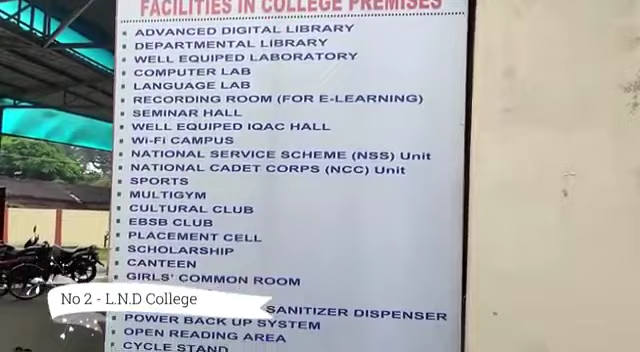 FACILITIES IN COLLEGE PREMISES
ADVANCED DIGITAL LIBRARY
DEPARTMENTAL LIBRARY
WELL EQUIPED LABORATORY
COMPUTER LAB
LANGUAGE LAB
RECORDING ROOM (FOR E-LEARNING)
SEMINAR HALL
WELL EQUIPED IQAC HALL
Wi-Fi CAMPUS
NATIONAL SERVICE SCHEME (NSS) Unit
NATIONAL CADET CORPS (NCC) Unit
SPORTS
MULTIGYM
CULTURAL CLUB
EBSB CLUB
PLACEMENT CELL
SCHOLARSHIP
CANTEEN
GIRLS' COMMON ROOM
No 2 - L.N.D College
SANITIZER DISPENSER
POWER BACK UP SYSTEM
OPEN READING AREA
CYCLE STAND